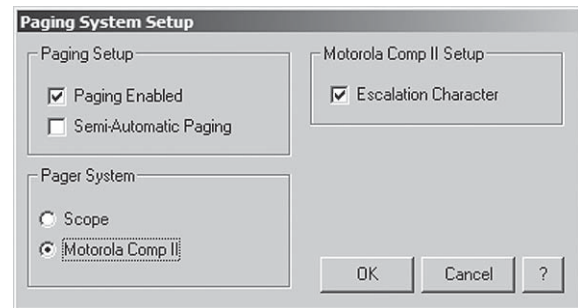 Paging System Setup
Paging Setup
Paging Enabled
Semi-Automatic Paging
Motorola Comp II Setup
Escalation Character
Pager System
Scope
Motorola Comp II
OK
Cancel
?